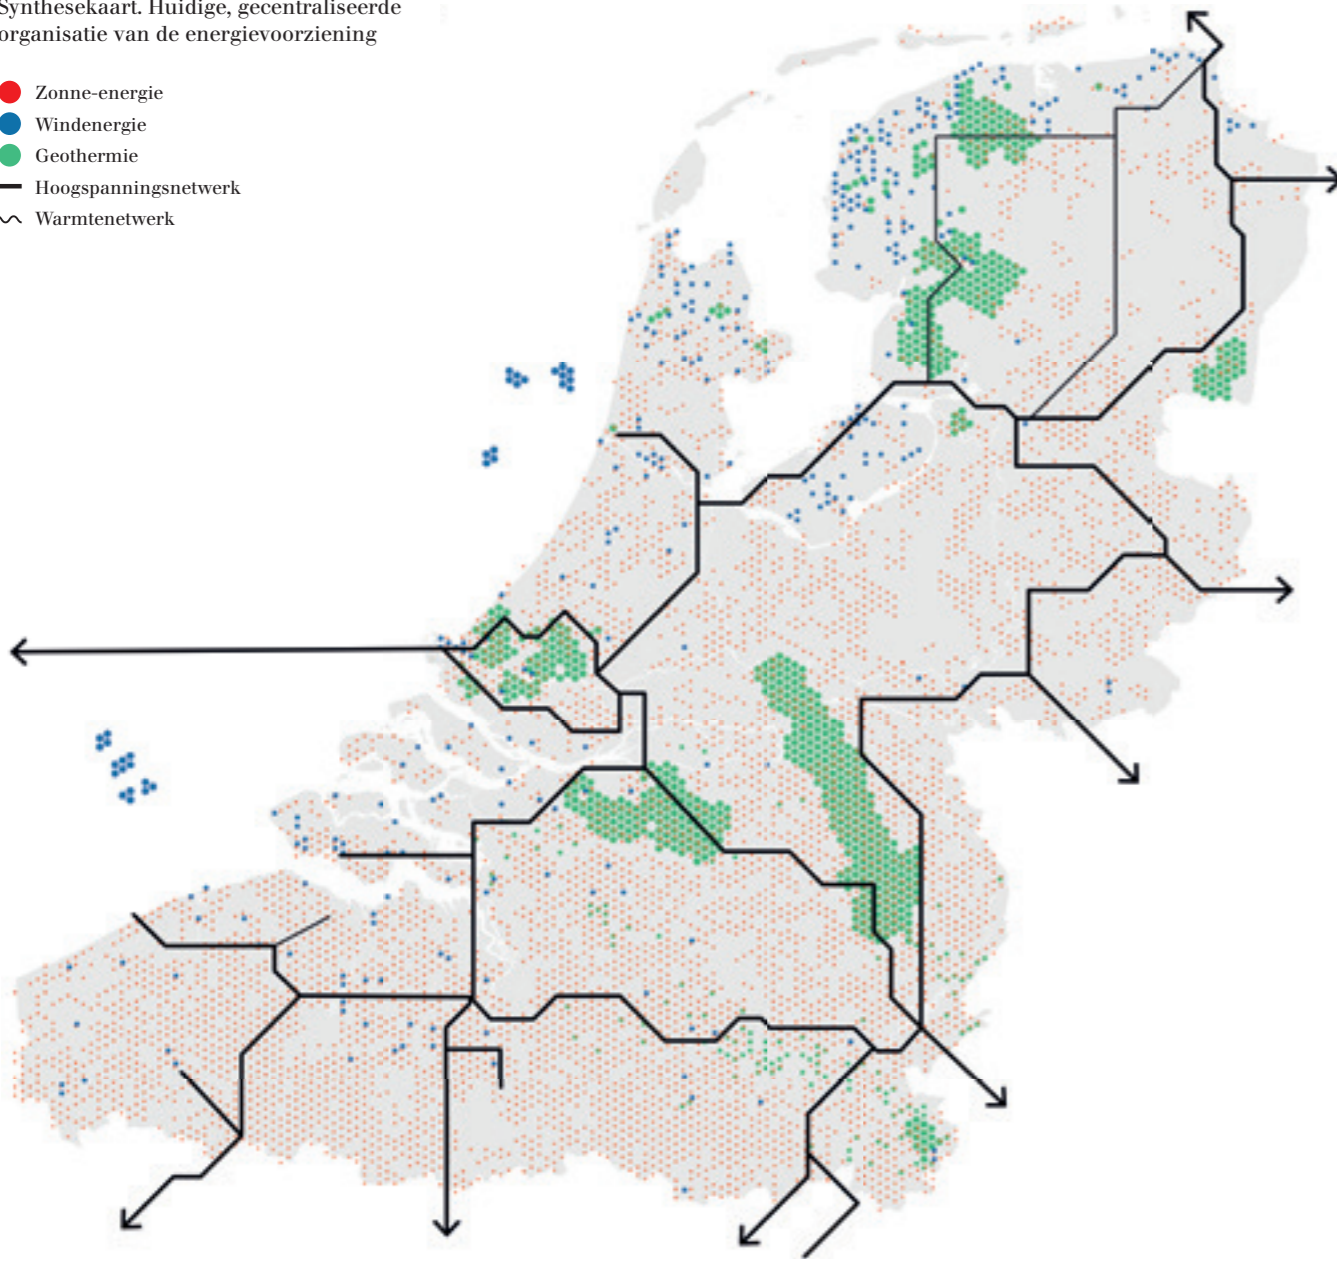 Synthesekaart. Huidige, gecentraliseerde
organisatie van de energievoorziening
Zonne-energie
Windenergie
Geothermie
Hoogspanningsnetwerk
Warmtenetwerk